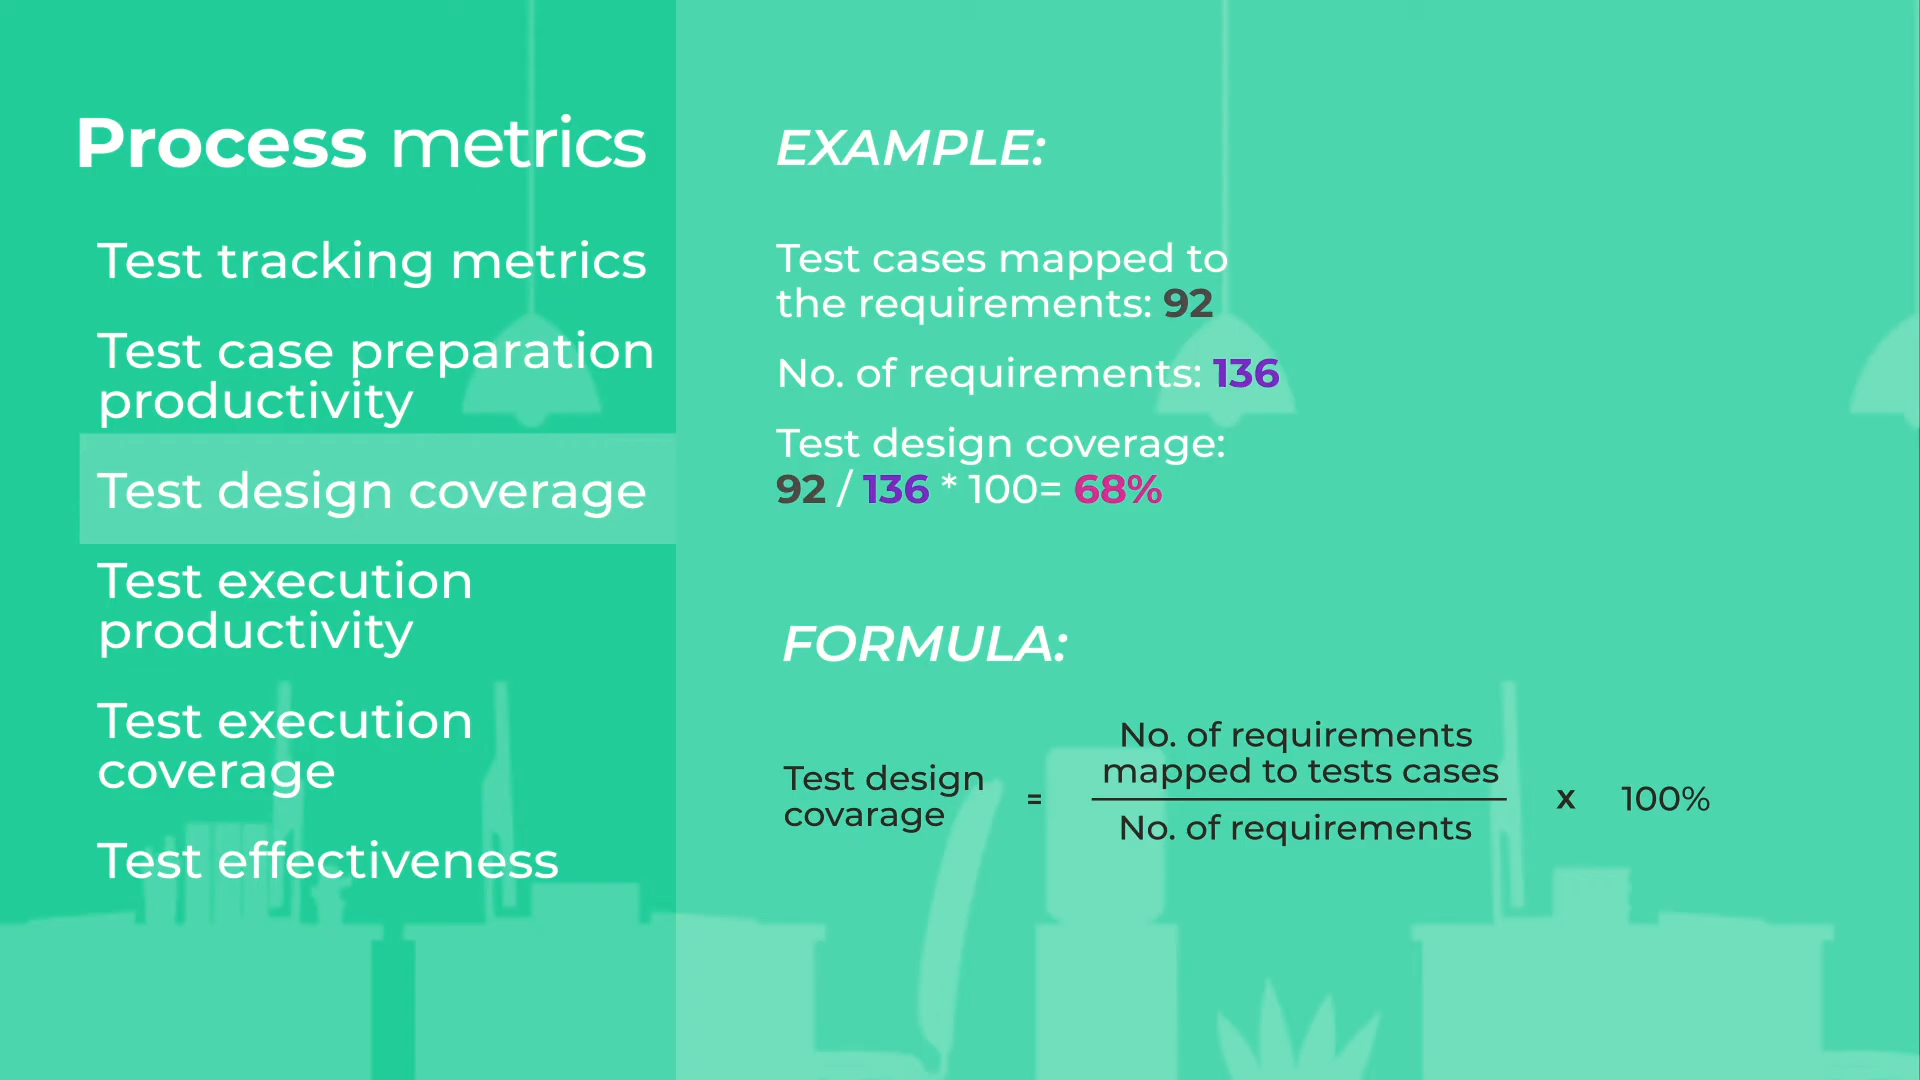 Process metrics
Test tracking metrics
Test case preparation
productivity
Test design coverage
Test execution
productivity
Test execution
coverage
Test effectiveness
EXAMPLE:
Test cases mapped to
the requirements: 92
No. of requirements: 136
Test design coverage:
92 / 136 * 100= 68%
FORMULA:
Test design
covarage
=
No. of requirements
mapped to tests cases
No. of requirements
x 100%